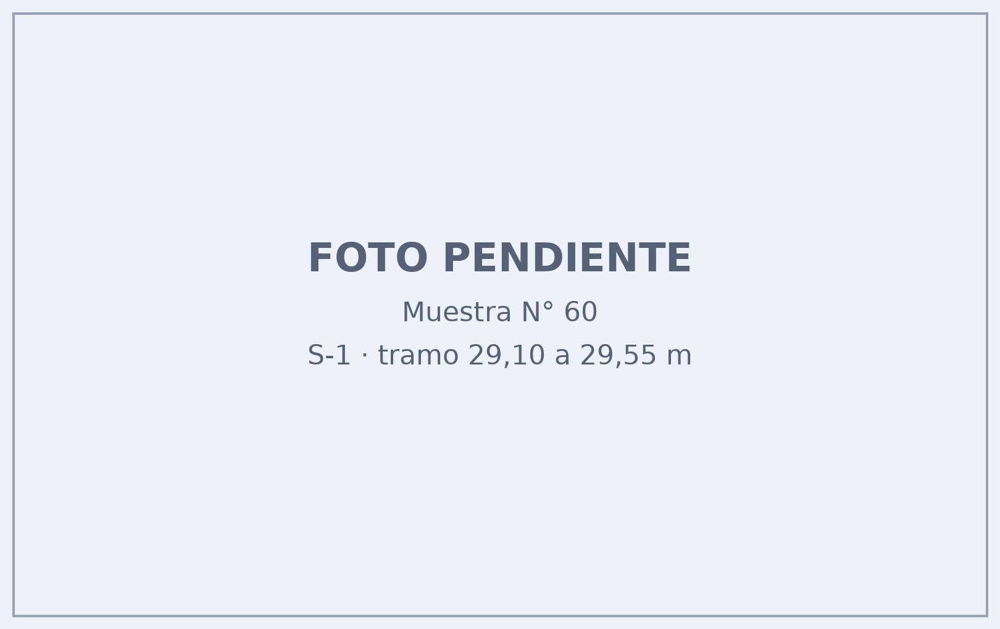 FOTO PENDIENTE
Muestra N° 60
S-1 · tramo 29,10 a 29,55 m